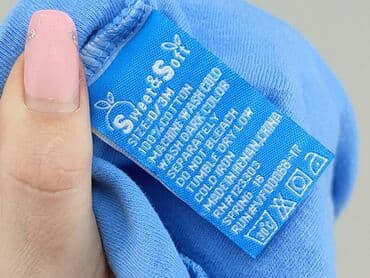 Sweet&Soft
SIZE:0/3M
100%COTTON
MACHINE WASH COLD
WASH DARK COLOR
SEPARATELY
DO NOT BLEACH
TUMBLE DRY LOW
COLD IRON
MADE IN HENAN,CHINA
RN#123303
SPRING 18
30C